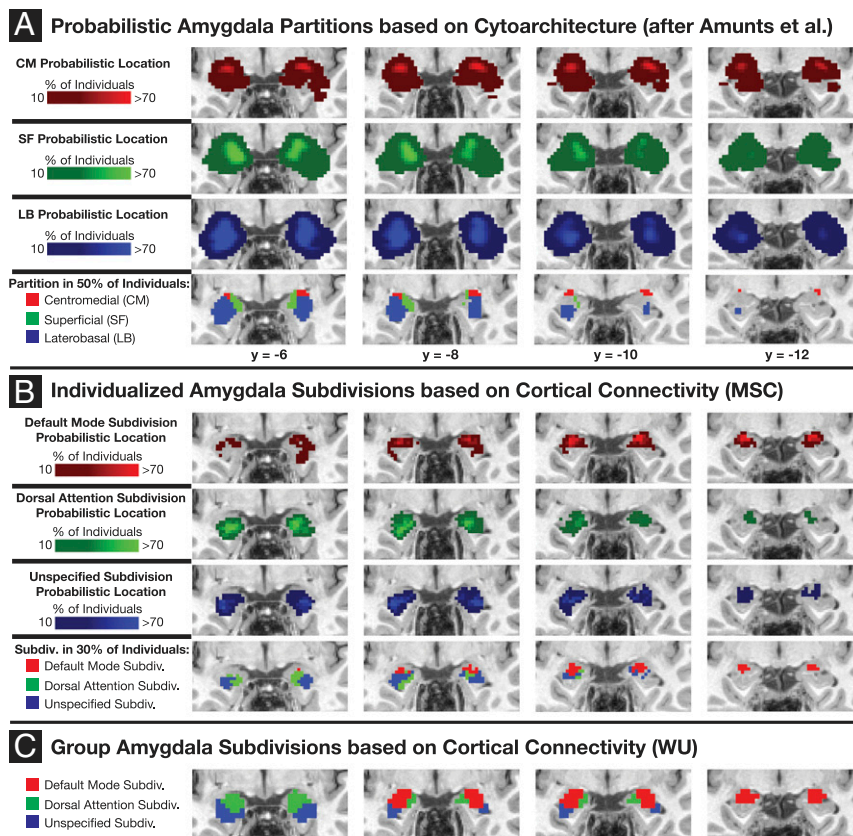 A Probabilistic Amygdala Partitions based on Cytoarchitecture (after Amunts et al.)
CM Probabilistic Location
% of Individuals
10 >70
SF Probabilistic Location
% of Individuals
10 >70
LB Probabilistic Location
% of Individuals
10 >70
Partition in 50% of Individuals:
Centromedial (CM)
Superficial (SF)
Laterobasal (LB)
y = -6 y = -8 y = -10 y = -12
B Individualized Amygdala Subdivisions based on Cortical Connectivity (MSC)
Default Mode Subdivision
Probabilistic Location
% of Individuals
10 >70
Dorsal Attention Subdivision
Probabilistic Location
% of Individuals
10 >70
Unspecified Subdivision
Probabilistic Location
% of Individuals
10 >70
Subdiv. in 30% of Individuals:
Default Mode Subdiv.
Dorsal Attention Subdiv.
Unspecified Subdiv.
C Group Amygdala Subdivisions based on Cortical Connectivity (WU)
Default Mode Subdiv.
Dorsal Attention Subdiv.
Unspecified Subdiv.